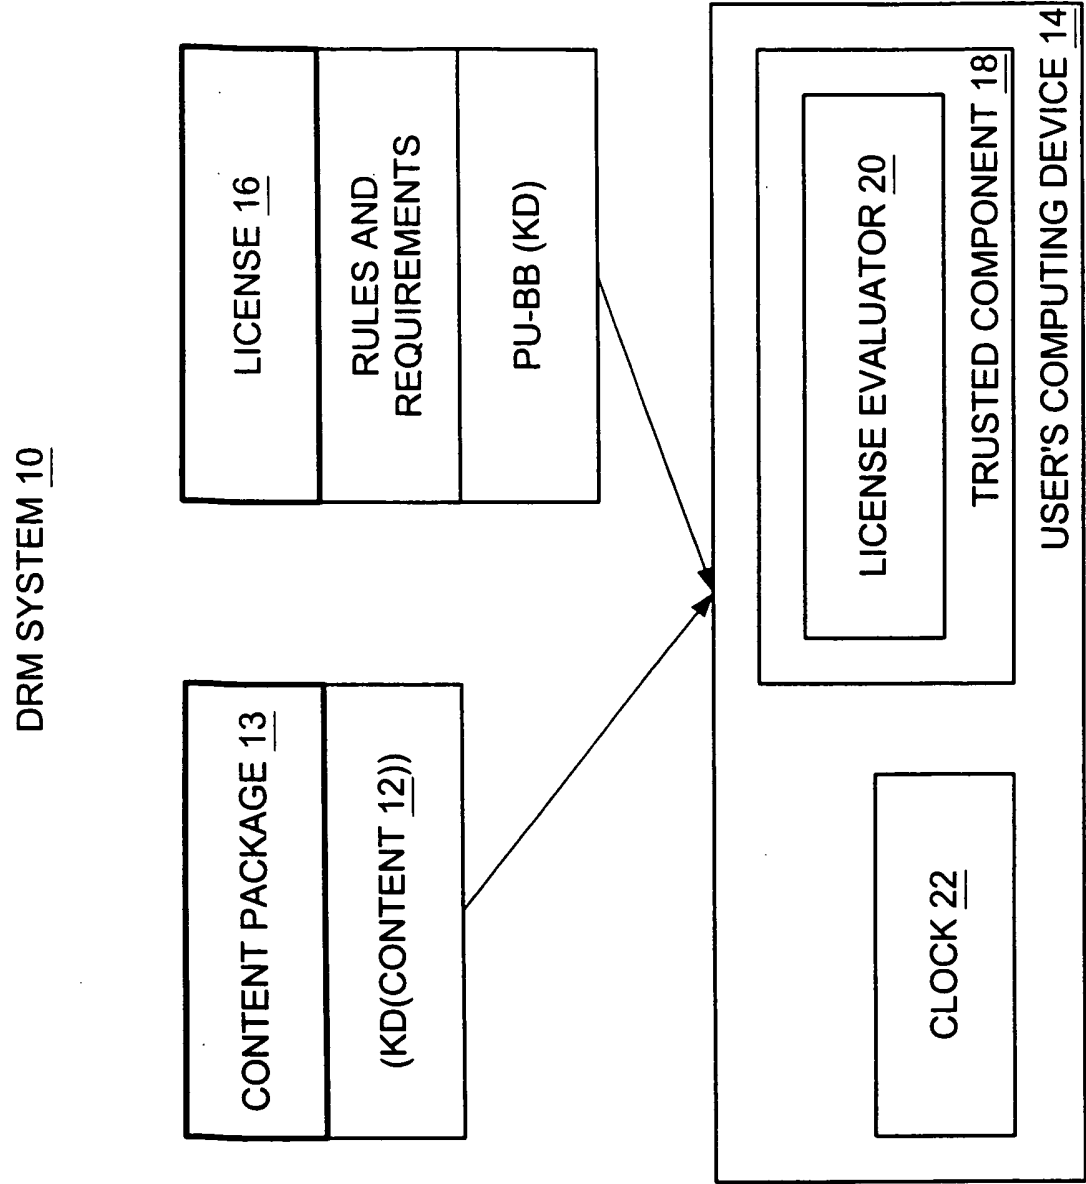 DRM SYSTEM 10
CONTENT PACKAGE 13
(KD(CONTENT 12))
LICENSE 16
RULES AND
REQUIREMENTS
PU-BB (KD)
CLOCK 22
LICENSE EVALUATOR 20
TRUSTED COMPONENT 18
USER'S COMPUTING DEVICE 14